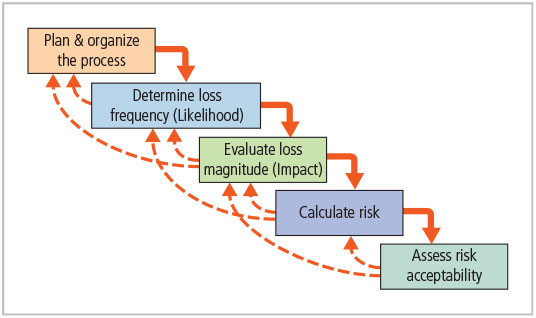 Plan & organize
the process
Determine loss
frequency (Likelihood)
Evaluate loss
magnitude (Impact)
Calculate risk
Assess risk
acceptability